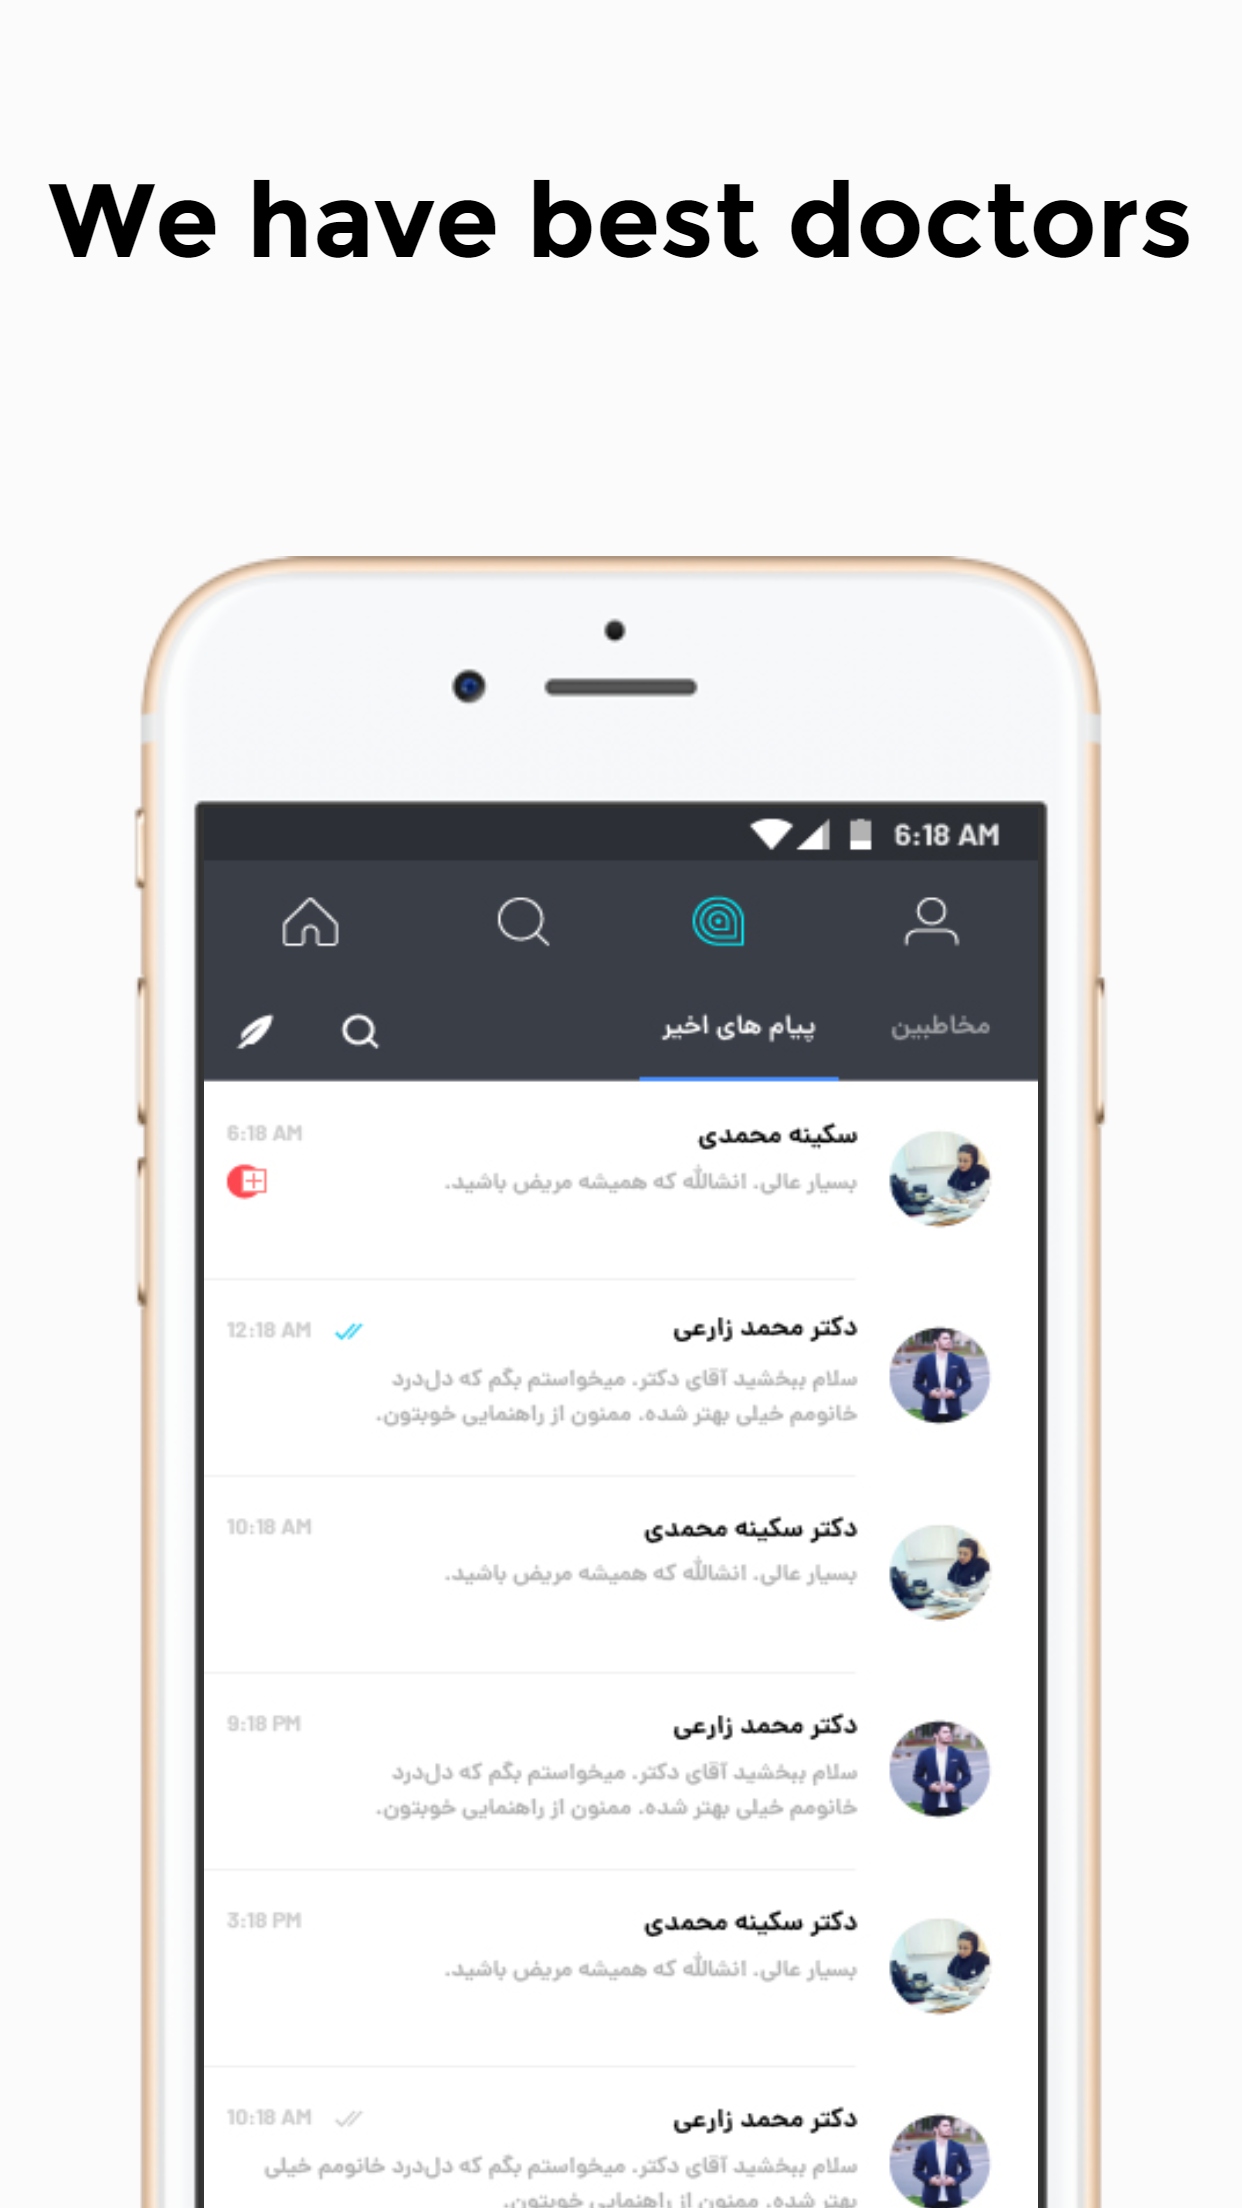 We have best doctors
6:18 AM
مخاطبین
پیام های اخیر
سکینه محمدی
6:18 AM
بسیار عالی. انشاالله که همیشه مریض باشید.
دکتر محمد زارعی
12:18 AM
سلام ببخشید آقای دکتر. میخواستم بگم که دل‌درد
خانومم خیلی بهتر شده. ممنون از راهنمایی خوبتون.
دکتر سکینه محمدی
10:18 AM
بسیار عالی. انشاالله که همیشه مریض باشید.
دکتر محمد زارعی
9:18 PM
سلام ببخشید آقای دکتر. میخواستم بگم که دل‌درد
خانومم خیلی بهتر شده. ممنون از راهنمایی خوبتون.
دکتر سکینه محمدی
3:18 PM
بسیار عالی. انشاالله که همیشه مریض باشید.
دکتر محمد زارعی
10:18 AM
سلام ببخشید آقای دکتر. میخواستم بگم که دل‌درد خانومم خیلی
بهتر شده. ممنون از راهنمایی خوبتون.